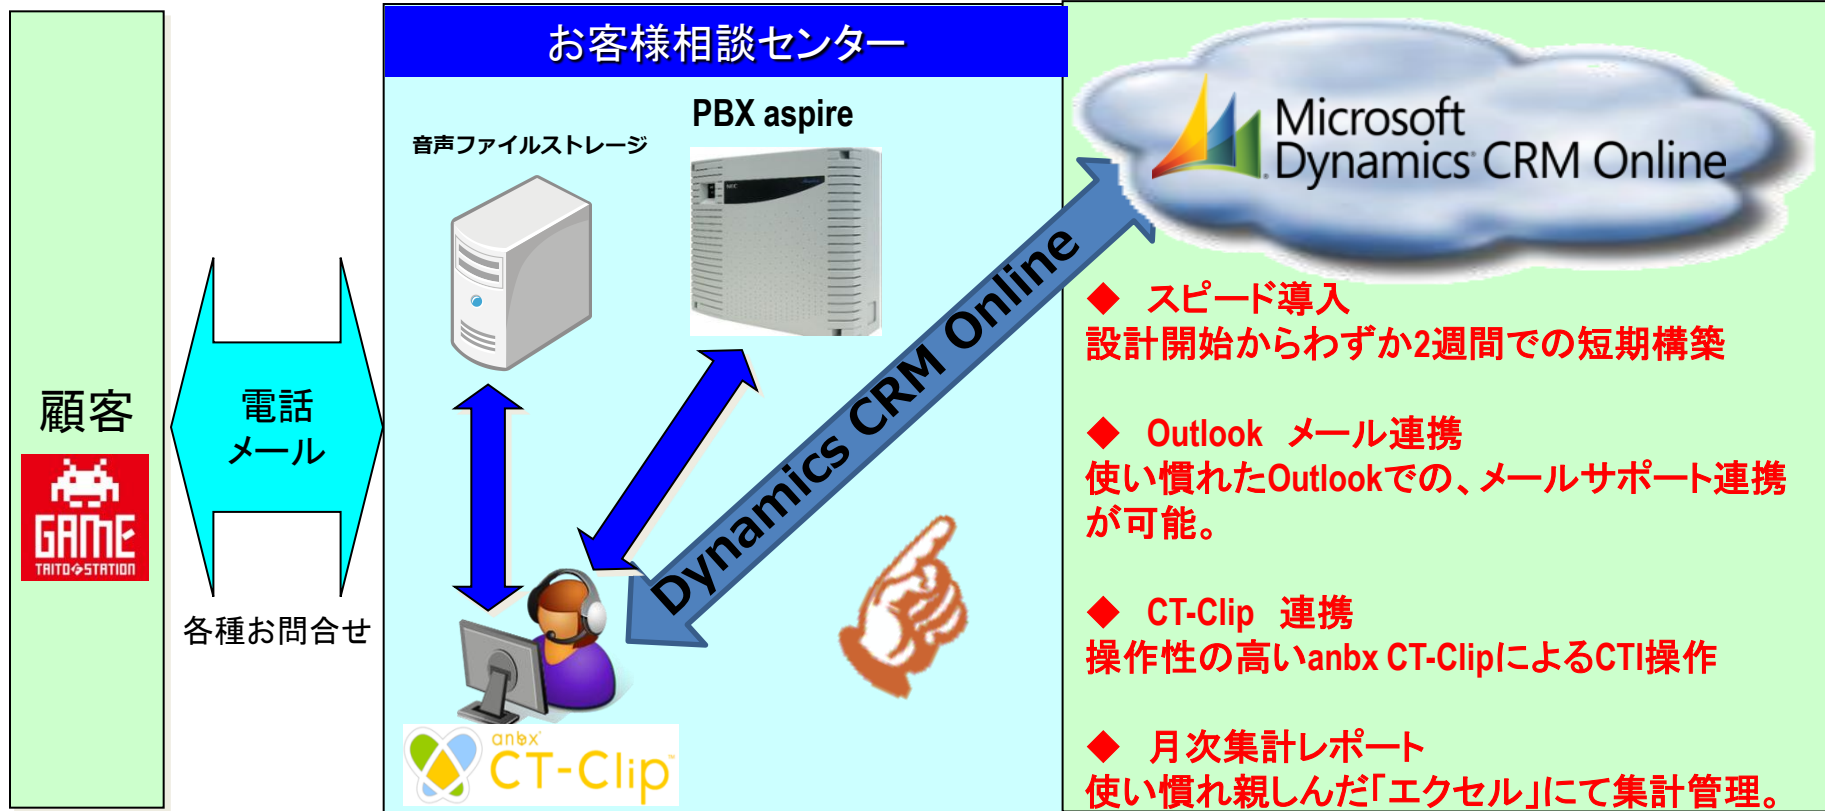 顧客
GAME
TAITO STATION
電話
メール
各種お問合せ
お客様相談センター
音声ファイルストレージ
PBX aspire
NEC
Dynamics CRM Online
anbx
CT-Clip™
Microsoft
Dynamics CRM Online
◆ スピード導入
設計開始からわずか2週間での短期構築
◆ Outlook メール連携
使い慣れたOutlookでの、メールサポート連携
が可能。
◆ CT-Clip 連携
操作性の高いanbx CT-ClipによるCTI操作
◆ 月次集計レポート
使い慣れ親しんだ「エクセル」にて集計管理。